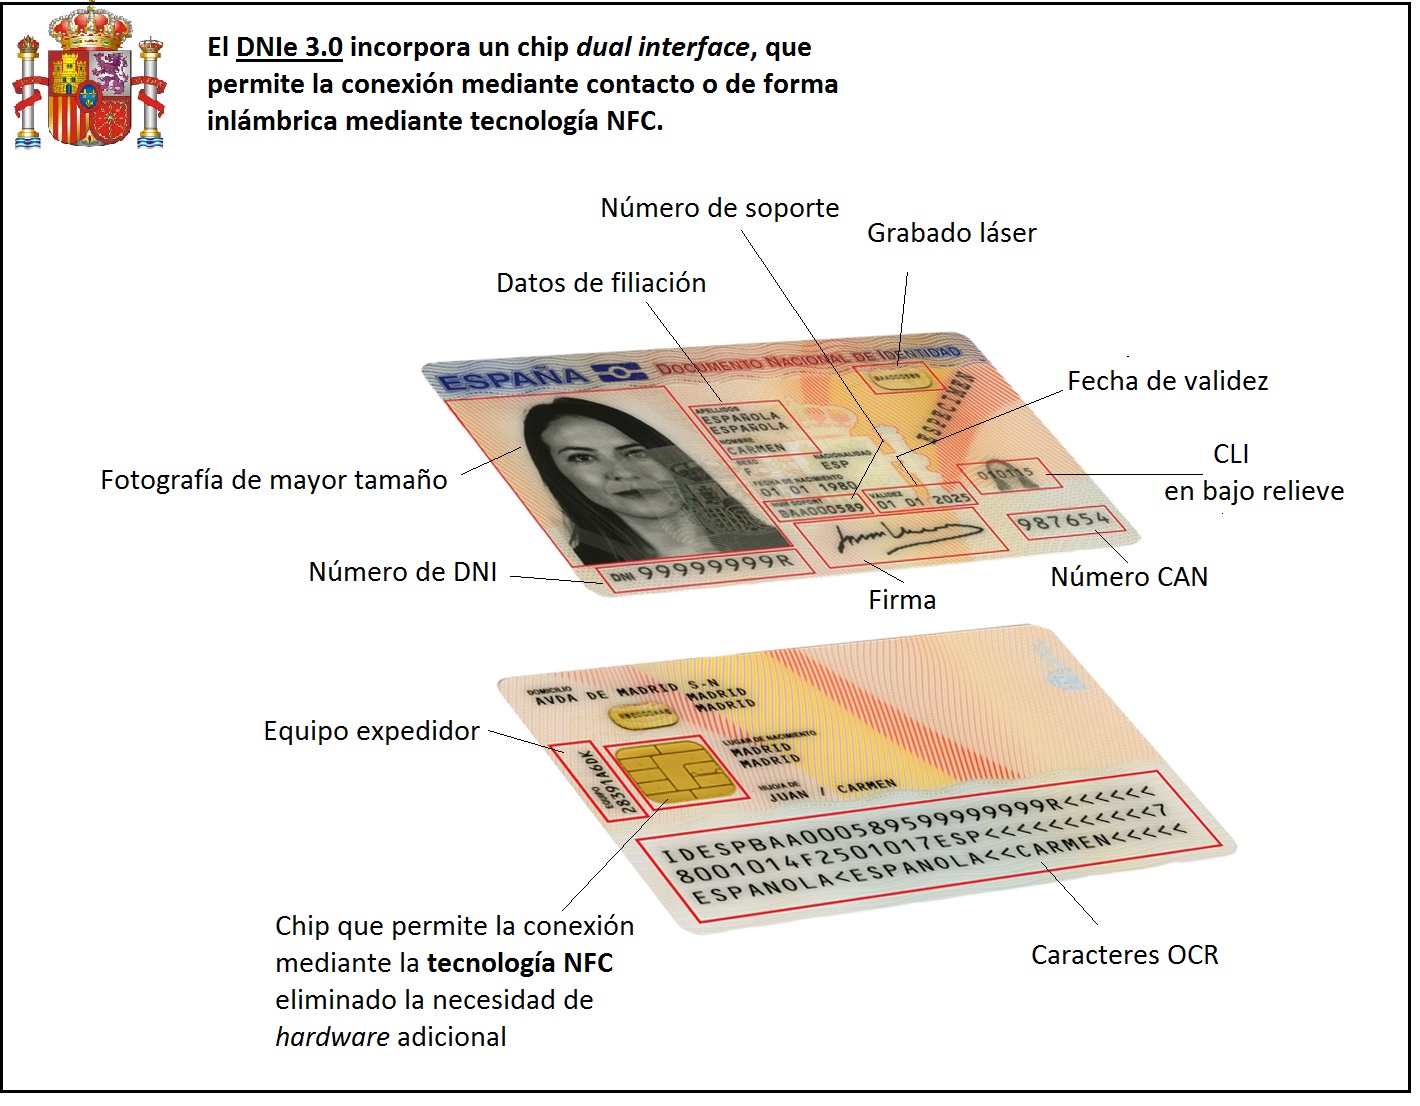 El DNIe 3.0 incorpora un chip dual interface, que
permite la conexión mediante contacto o de forma
inlámbrica mediante tecnología NFC.
Número de soporte
Grabado láser
Datos de filiación
Fecha de validez
CLI
en bajo relieve
Fotografía de mayor tamaño
Número de DNI
Número CAN
Firma
ESPAÑA
DOCUMENTO NACIONAL DE IDENTIDAD
BAA000589
ESPECIMEN
APELLIDOS
ESPAÑOLA
ESPAÑOLA
NOMBRE
CARMEN
SEXO
F
NACIONALIDAD
ESP
FECHA DE NACIMIENTO
01 01 1980
NUM SOPORT
BAA000589
VALIDEZ
01 01 2025
010115
987654
DNI 99999999R
Equipo expedidor
DOMICILIO
AVDA DE MADRID S-N
MADRID
MADRID
LUGAR DE NACIMIENTO
MADRID
MADRID
HIJO/A DE
JUAN / CARMEN
EQUIPO
28391A6DK
IDESPBAA000589599999999R<<<<<<
8001014F2501017ESP<<<<<<<<<<<7
ESPANOLA<ESPANOLA<<CARMEN<<<<<
Chip que permite la conexión
mediante la tecnología NFC
eliminado la necesidad de
hardware adicional
Caracteres OCR